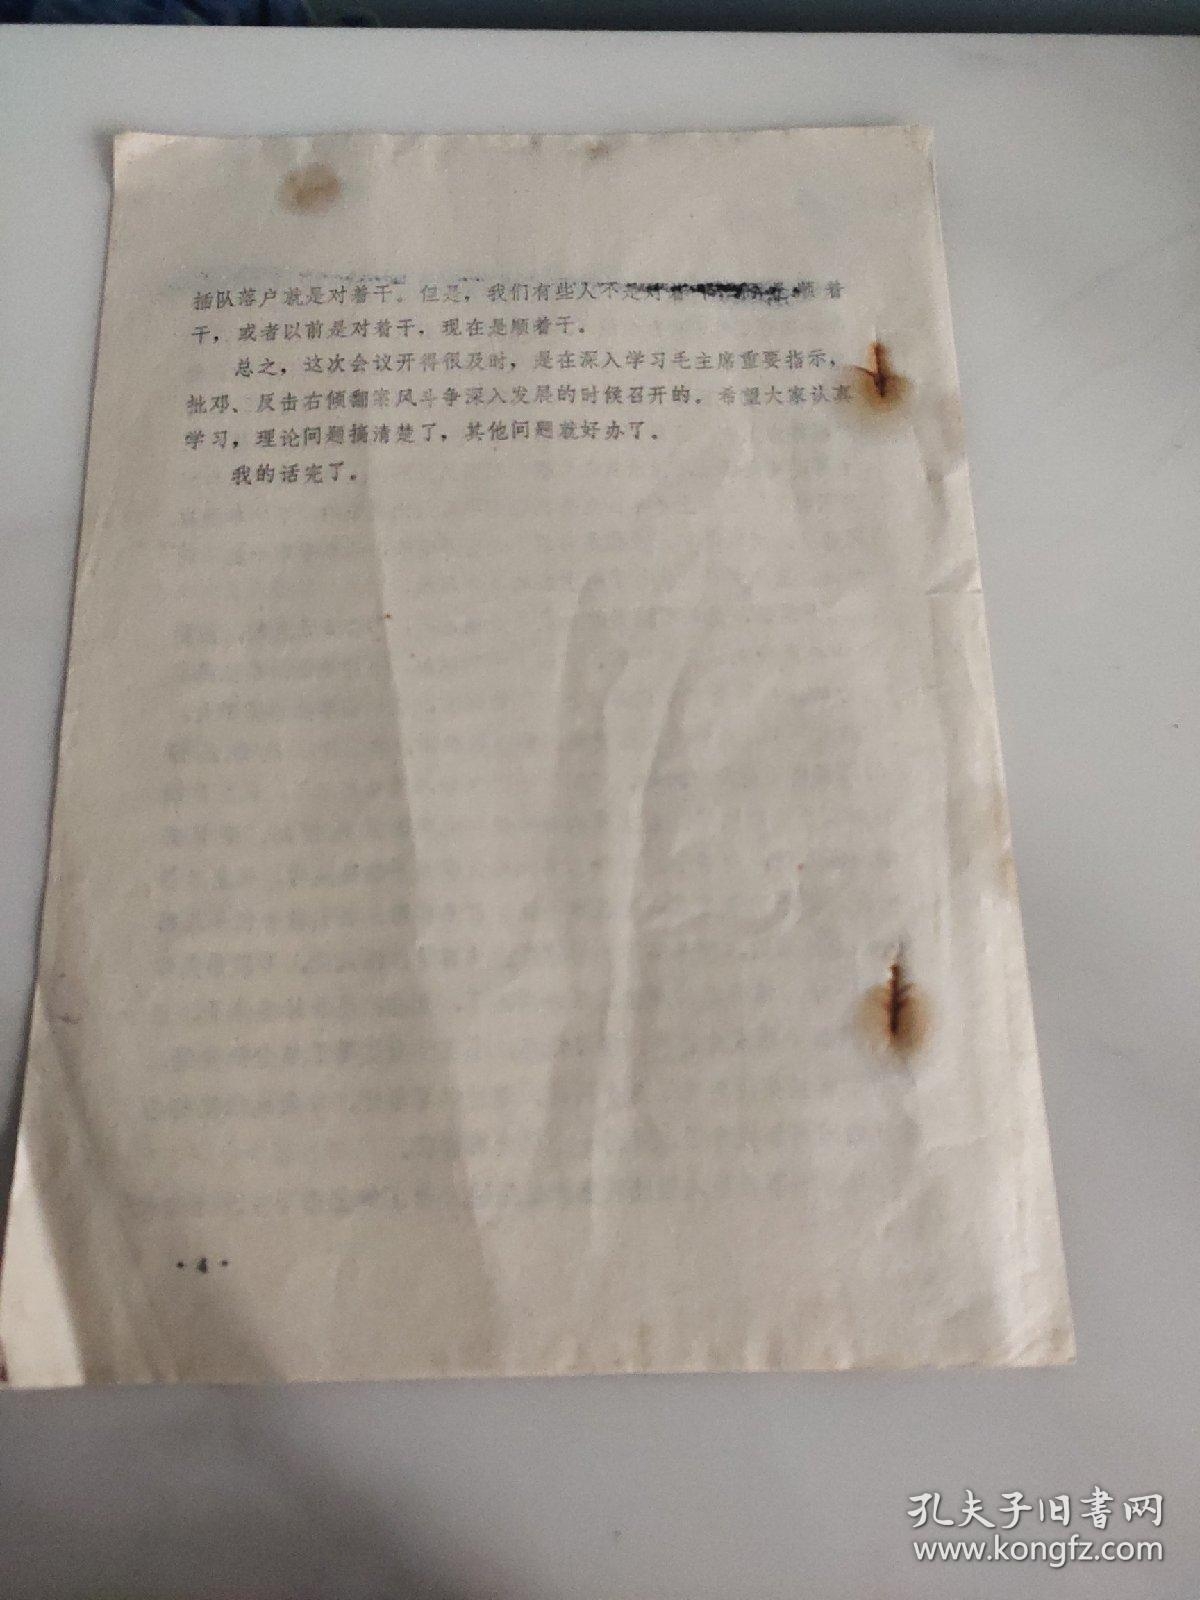 插队落户就是对着干。但是，我们有些人不是对着干，而是顺着
干，或者以前是对着干，现在是顺着干。
总之，这次会议开得很及时，是在深入学习毛主席重要指示，
批邓、反击右倾翻案风斗争深入发展的时候召开的。希望大家认真
学习，理论问题搞清楚了，其他问题就好办了。
我的话完了。
·4·
孔夫子旧书网
www.kongfz.com